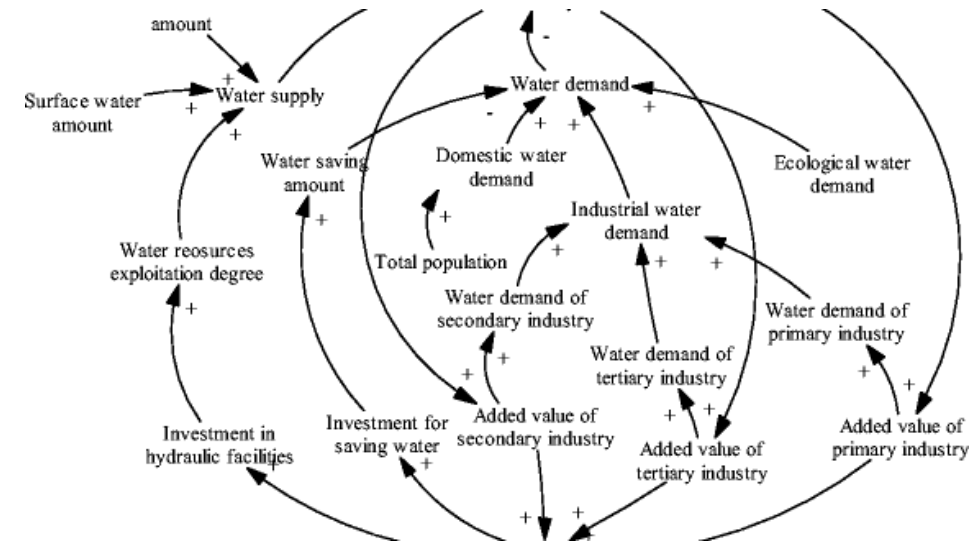 amount
Surface water
amount
Water supply
Water demand
Water saving
amount
Domestic water
demand
Ecological water
demand
Industrial water
demand
Water reosurces
exploitation degree
Total population
Water demand of
secondary industry
Water demand of
primary industry
Water demand of
tertiary industry
Investment in
hydraulic facilities
Investment for
saving water
Added value of
secondary industry
Added value of
tertiary industry
Added value of
primary industry